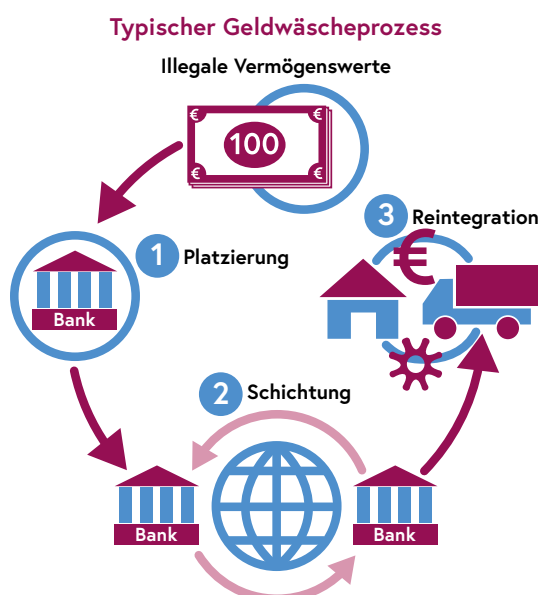 Typischer Geldwäscheprozess
Illegale Vermögenswerte
€ €
100
€ €
3 Reintegration
€
1 Platzierung
Bank
2 Schichtung
Bank
Bank